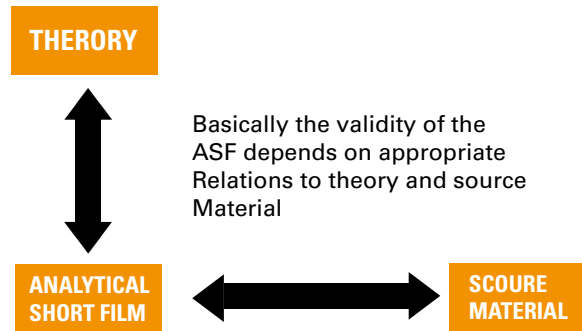 THERORY
Basically the validity of the
ASF depends on appropriate
Relations to theory and source
Material
ANALYTICAL
SHORT FILM
SCOURE
MATERIAL